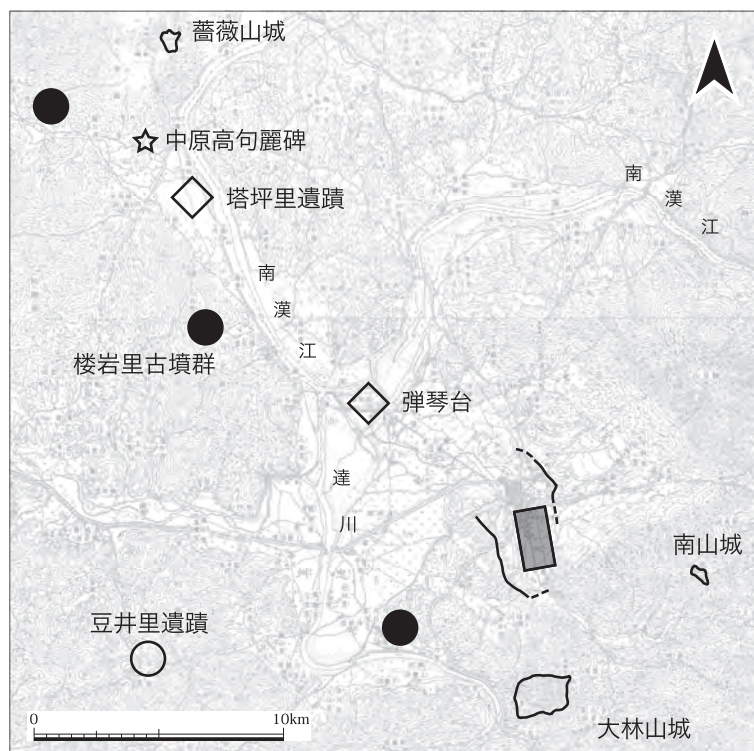 薔薇山城
中原高句麗碑
塔坪里遺蹟
南漢江
南漢江
楼岩里古墳群
弾琴台
達川
南山城
豆井里遺蹟
大林山城
0 10km